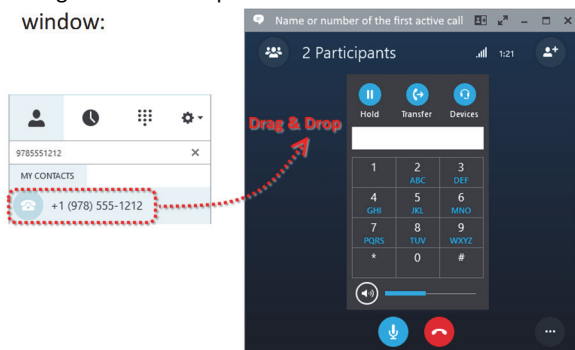 window:
9785551212
MY CONTACTS
+1 (978) 555-1212
Drag & Drop
Name or number of the first active call
2 Participants
1:21
Hold Transfer Devices
1 2 3
ABC DEF
4 5 6
GHI JKL MNO
7 8 9
PQRS TUV WXYZ
* 0 #